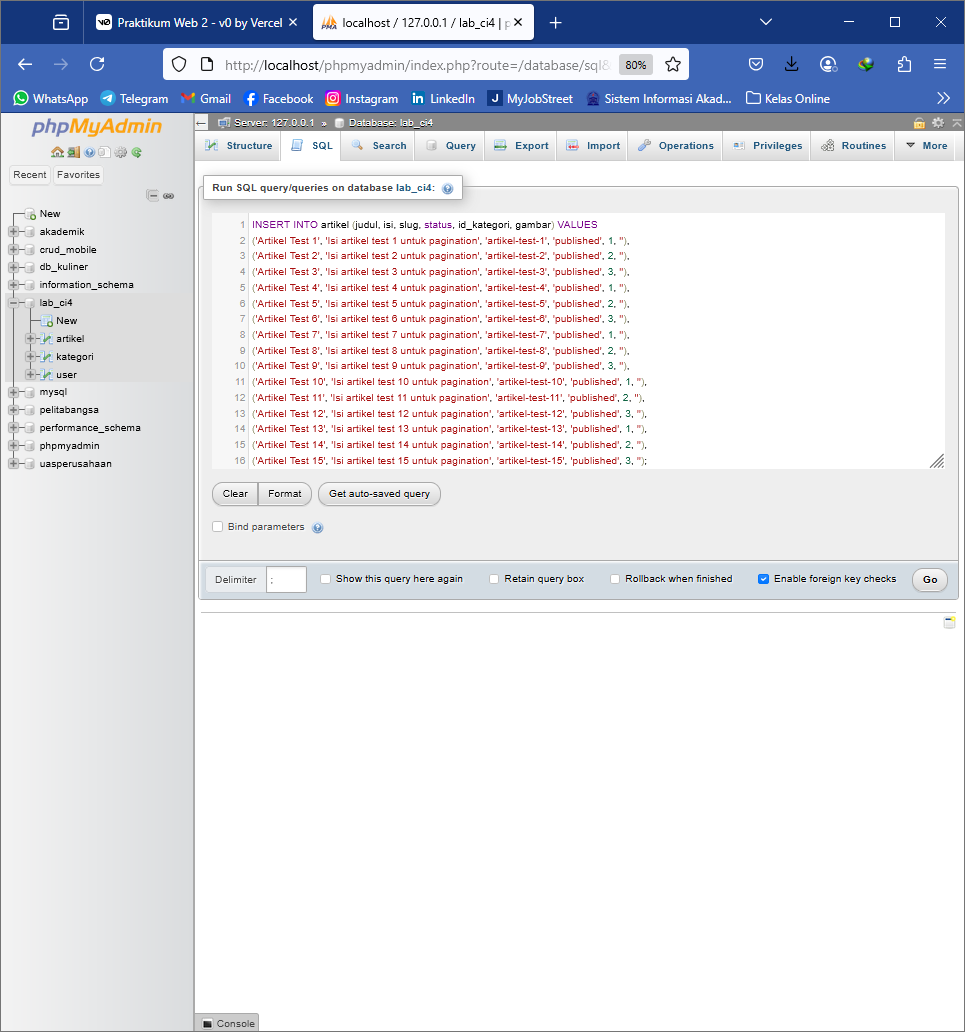 Praktikum Web 2 - v0 by Vercel
localhost / 127.0.0.1 / lab_ci4 | p
http://localhost/phpmyadmin/index.php?route=/database/sql&
80%
WhatsApp
Telegram
Gmail
Facebook
Instagram
LinkedIn
MyJobStreet
Sistem Informasi Akad...
Kelas Online
phpMyAdmin
Recent
Favorites
New
akademik
crud_mobile
db_kuliner
information_schema
lab_ci4
New
artikel
kategori
user
mysql
pelitabangsa
performance_schema
phpmyadmin
uasperusahaan
Server: 127.0.0.1 » Database: lab_ci4
Structure
SQL
Search
Query
Export
Import
Operations
Privileges
Routines
More
Run SQL query/queries on database lab_ci4:
1 INSERT INTO artikel (judul, isi, slug, status, id_kategori, gambar) VALUES
2 ('Artikel Test 1', 'Isi artikel test 1 untuk pagination', 'artikel-test-1', 'published', 1, ''),
3 ('Artikel Test 2', 'Isi artikel test 2 untuk pagination', 'artikel-test-2', 'published', 2, ''),
4 ('Artikel Test 3', 'Isi artikel test 3 untuk pagination', 'artikel-test-3', 'published', 3, ''),
5 ('Artikel Test 4', 'Isi artikel test 4 untuk pagination', 'artikel-test-4', 'published', 1, ''),
6 ('Artikel Test 5', 'Isi artikel test 5 untuk pagination', 'artikel-test-5', 'published', 2, ''),
7 ('Artikel Test 6', 'Isi artikel test 6 untuk pagination', 'artikel-test-6', 'published', 3, ''),
8 ('Artikel Test 7', 'Isi artikel test 7 untuk pagination', 'artikel-test-7', 'published', 1, ''),
9 ('Artikel Test 8', 'Isi artikel test 8 untuk pagination', 'artikel-test-8', 'published', 2, ''),
10 ('Artikel Test 9', 'Isi artikel test 9 untuk pagination', 'artikel-test-9', 'published', 3, ''),
11 ('Artikel Test 10', 'Isi artikel test 10 untuk pagination', 'artikel-test-10', 'published', 1, ''),
12 ('Artikel Test 11', 'Isi artikel test 11 untuk pagination', 'artikel-test-11', 'published', 2, ''),
13 ('Artikel Test 12', 'Isi artikel test 12 untuk pagination', 'artikel-test-12', 'published', 3, ''),
14 ('Artikel Test 13', 'Isi artikel test 13 untuk pagination', 'artikel-test-13', 'published', 1, ''),
15 ('Artikel Test 14', 'Isi artikel test 14 untuk pagination', 'artikel-test-14', 'published', 2, ''),
16 ('Artikel Test 15', 'Isi artikel test 15 untuk pagination', 'artikel-test-15', 'published', 3, '');
Clear
Format
Get auto-saved query
Bind parameters
Delimiter
;
Show this query here again
Retain query box
Rollback when finished
Enable foreign key checks
Go
Console